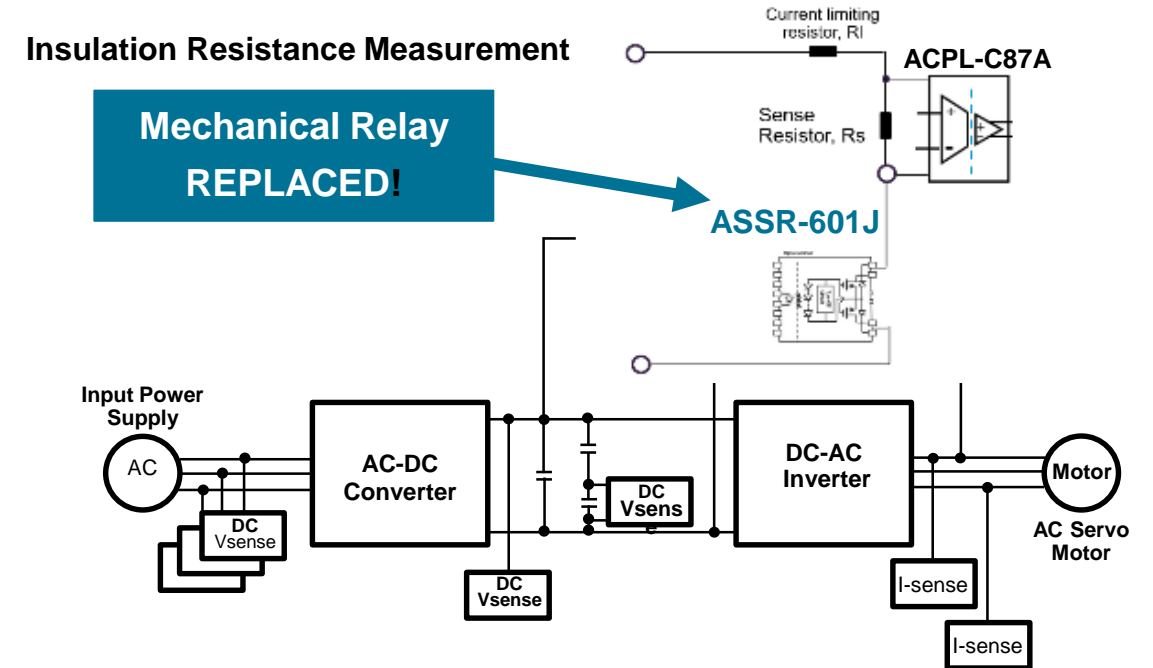 Insulation Resistance Measurement
Mechanical Relay
REPLACED!
Current limiting
resistor, RI
ACPL-C87A
Sense
Resistor, Rs
ASSR-601J
Input Power
Supply
AC
AC-DC
Converter
DC-AC
Inverter
Motor
AC Servo
Motor
DC
Vsense
DC
Vsense
DC
Vsens
I-sense
I-sense